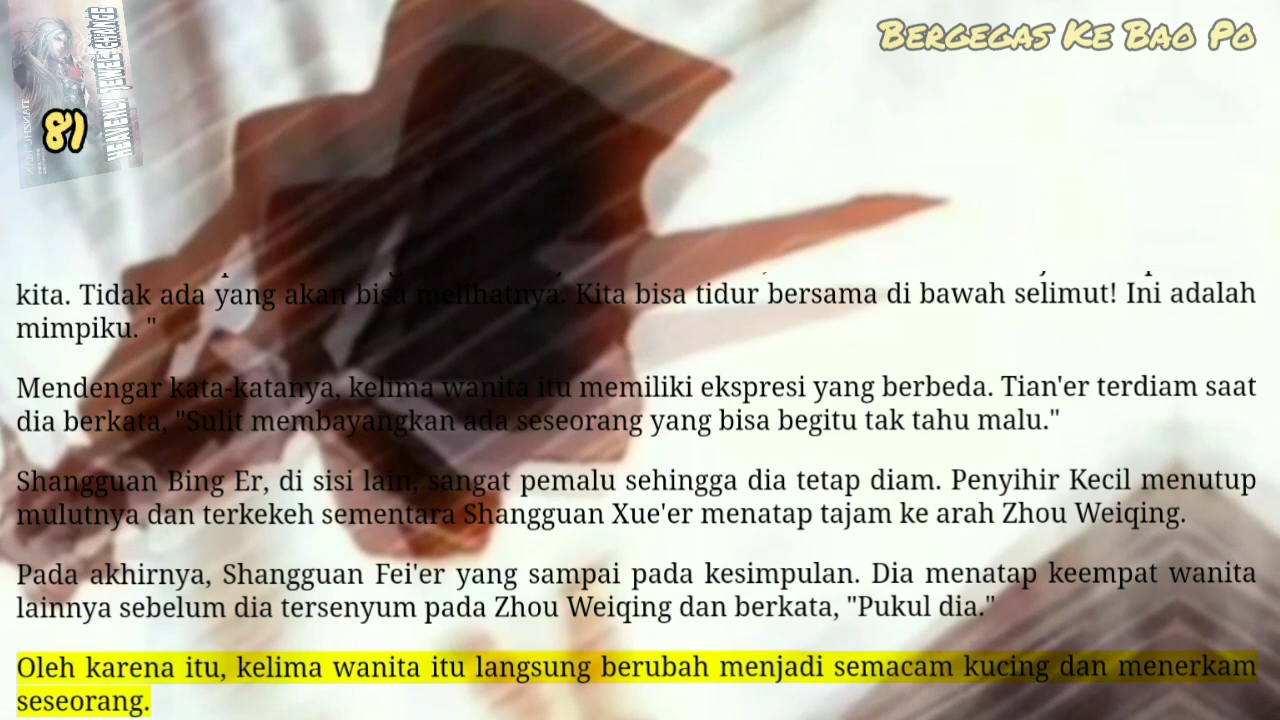 Bergegas Ke Bao Po
HEAVENLY JEWEL CHANGE
81
kita. Tidak ada yang akan bisa melihatnya. Kita bisa tidur bersama di bawah selimut! Ini adalah
mimpiku. "
Mendengar kata-katanya, kelima wanita itu memiliki ekspresi yang berbeda. Tian'er terdiam saat
dia berkata, "Sulit membayangkan ada seseorang yang bisa begitu tak tahu malu."
Shangguan Bing Er, di sisi lain, sangat pemalu sehingga dia tetap diam. Penyihir Kecil menutup
mulutnya dan terkekeh sementara Shangguan Xue'er menatap tajam ke arah Zhou Weiqing.
Pada akhirnya, Shangguan Fei'er yang sampai pada kesimpulan. Dia menatap keempat wanita
lainnya sebelum dia tersenyum pada Zhou Weiqing dan berkata, "Pukul dia."
Oleh karena itu, kelima wanita itu langsung berubah menjadi semacam kucing dan menerkam
seseorang.